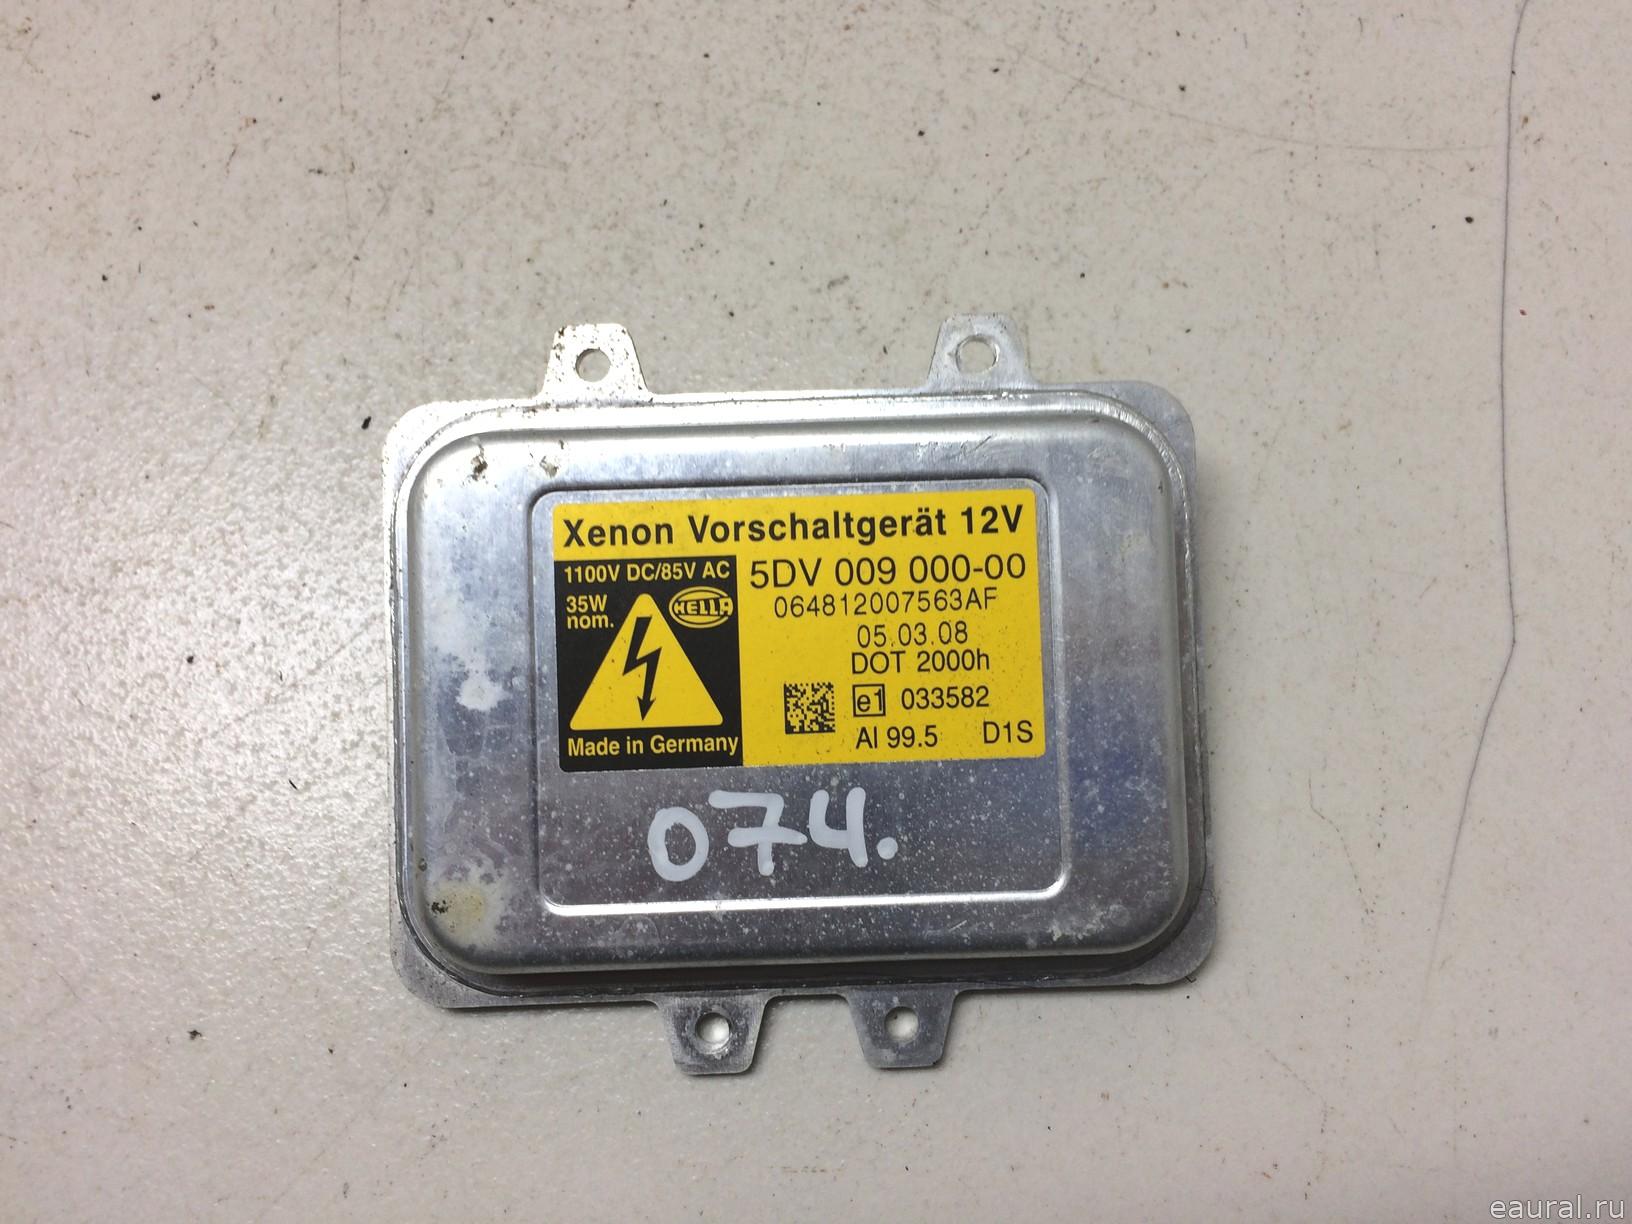 Xenon Vorschaltgerät 12V
1100V DC/85V AC
35W
nom.
HELLA
Made in Germany
5DV 009 000-00
064812007563AF
05.03.08
DOT 2000h
e1 033582
Al 99.5 D1S
074.
eaural.ru